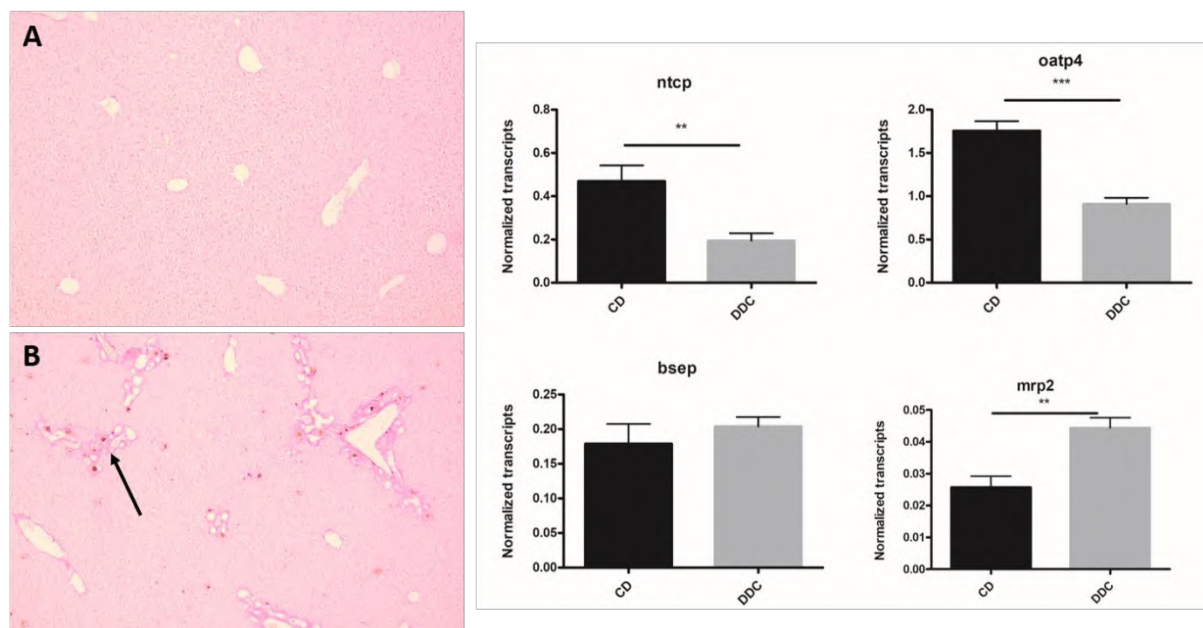 A
B
ntcp
**
Normalized transcripts
0.8
0.6
0.4
0.2
0.0
CD
DDC
oatp4
***
Normalized transcripts
2.0
1.5
1.0
0.5
0.0
CD
DDC
bsep
Normalized transcripts
0.25
0.20
0.15
0.10
0.05
0.00
CD
DDC
mrp2
**
Normalized transcripts
0.05
0.04
0.03
0.02
0.01
0.00
CD
DDC